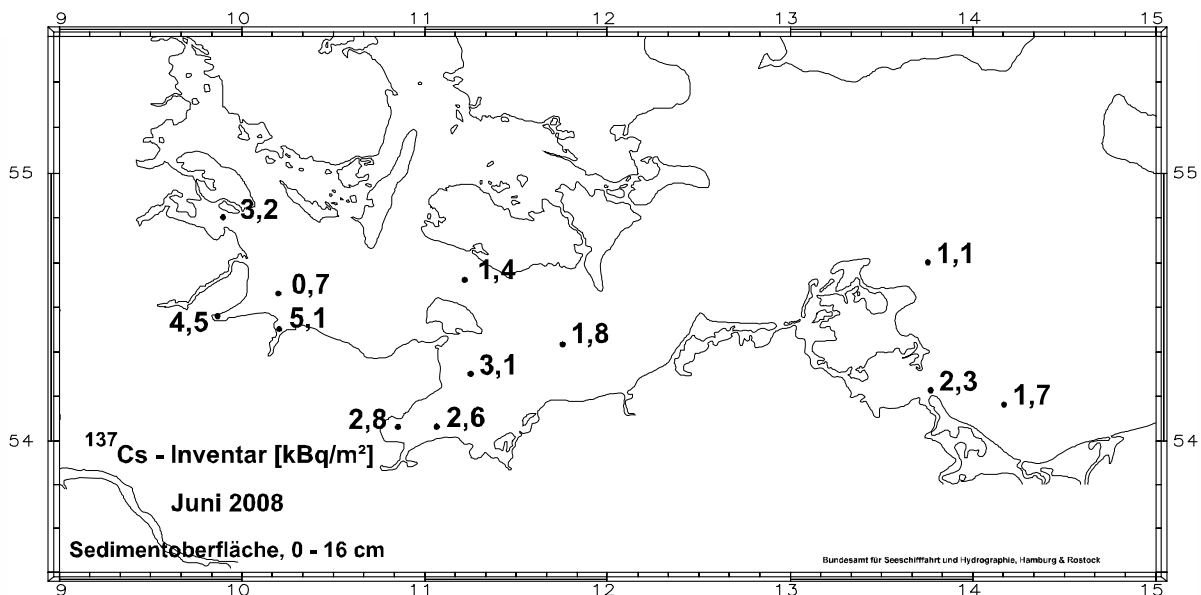 9 10 11 12 13 14 15
55 55
3,2
1,1
1,4
0,7
4,5 5,1
1,8
3,1
2,3
1,7
2,8 2,6
54 54
137Cs - Inventar [kBq/m²]
Juni 2008
Sedimentoberfläche, 0 - 16 cm
Bundesamt für Seeschifffahrt und Hydrographie, Hamburg & Rostock
9 10 11 12 13 14 15